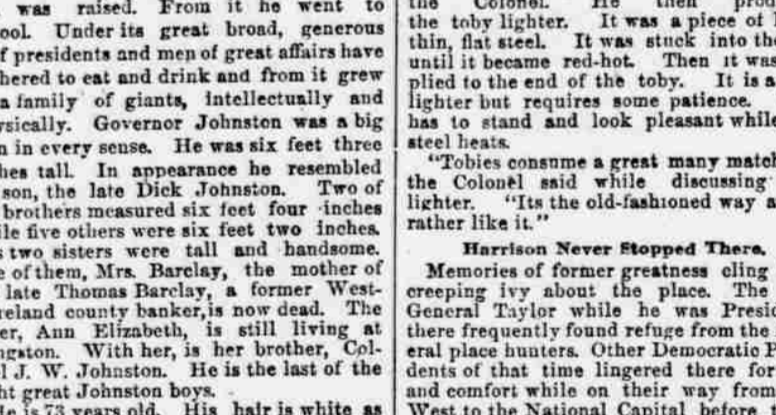 was raised. From it he went to
ool. Under its great broad, generous
f presidents and men of great affairs have
hered to eat and drink and from it grew
a family of giants, intellectually and
ysically. Governor Johnston was a big
n in every sense. He was six feet three
hes tall. In appearance he resembled
son, the late Dick Johnston. Two of
brothers measured six feet four inches
ile five others were six feet two inches.
s two sisters were tall and handsome.
e of them, Mrs. Barclay, the mother of
late Thomas Barclay, a former West-
reland county banker, is now dead. The
er, Ann Elizabeth, is still living at
ngston. With her, is her brother, Col-
l J. W. Johnston. He is the last of the
ht great Johnston boys.
He is 73 years old. His hair is white as
the Colonel. He then prod
the toby lighter. It was a piece of
thin, flat steel. It was stuck into the
until it became red-hot. Then it was
plied to the end of the toby. It is a
lighter but requires some patience.
has to stand and look pleasant while
steel heats.
"Tobies consume a great many match
the Colonel said while discussing
lighter. "Its the old-fashioned way a
rather like it."
Harrison Never Stopped There.
Memories of former greatness cling
creeping ivy about the place. The
General Taylor while he was Presid
there frequently found refuge from the
eral place hunters. Other Democratic P
dents of that time lingered there for
and comfort while on their way from
West to the National Capital before